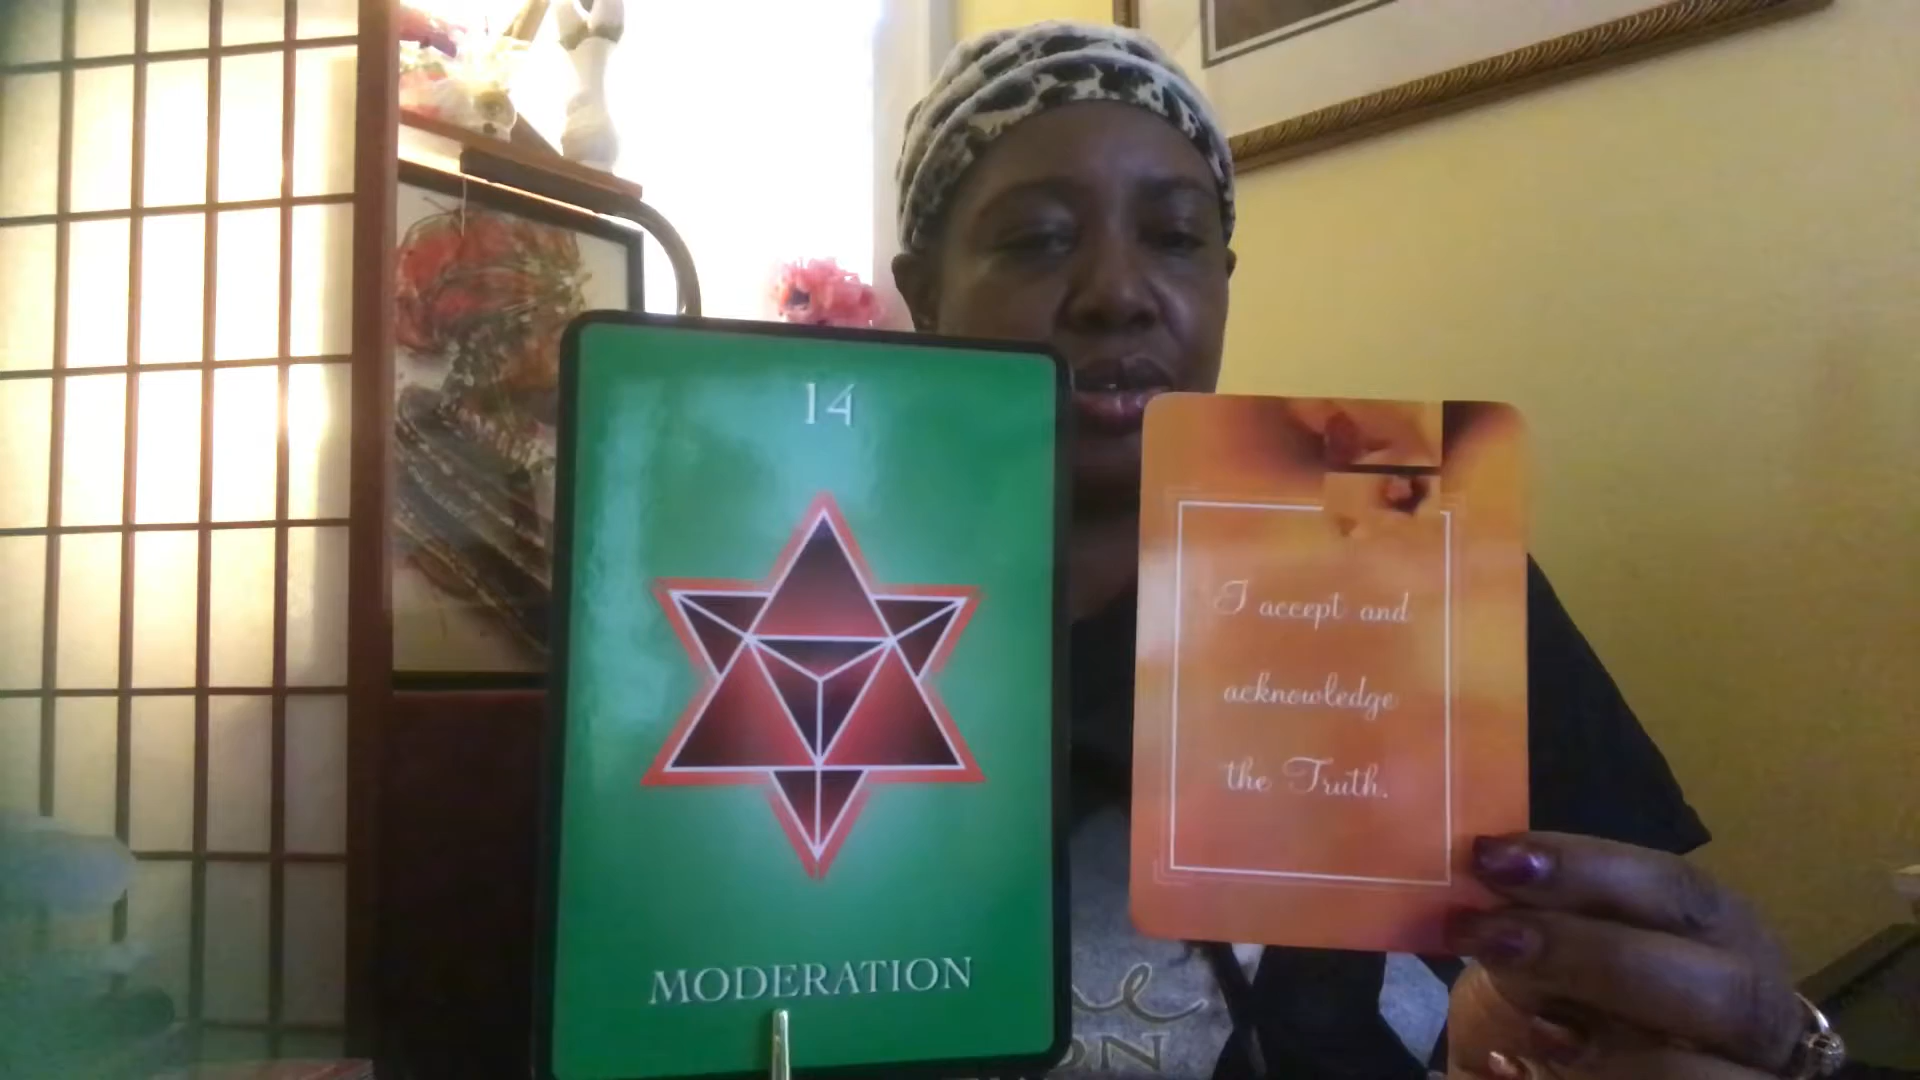 14
MODERATION
I accept and
acknowledge
the Truth.